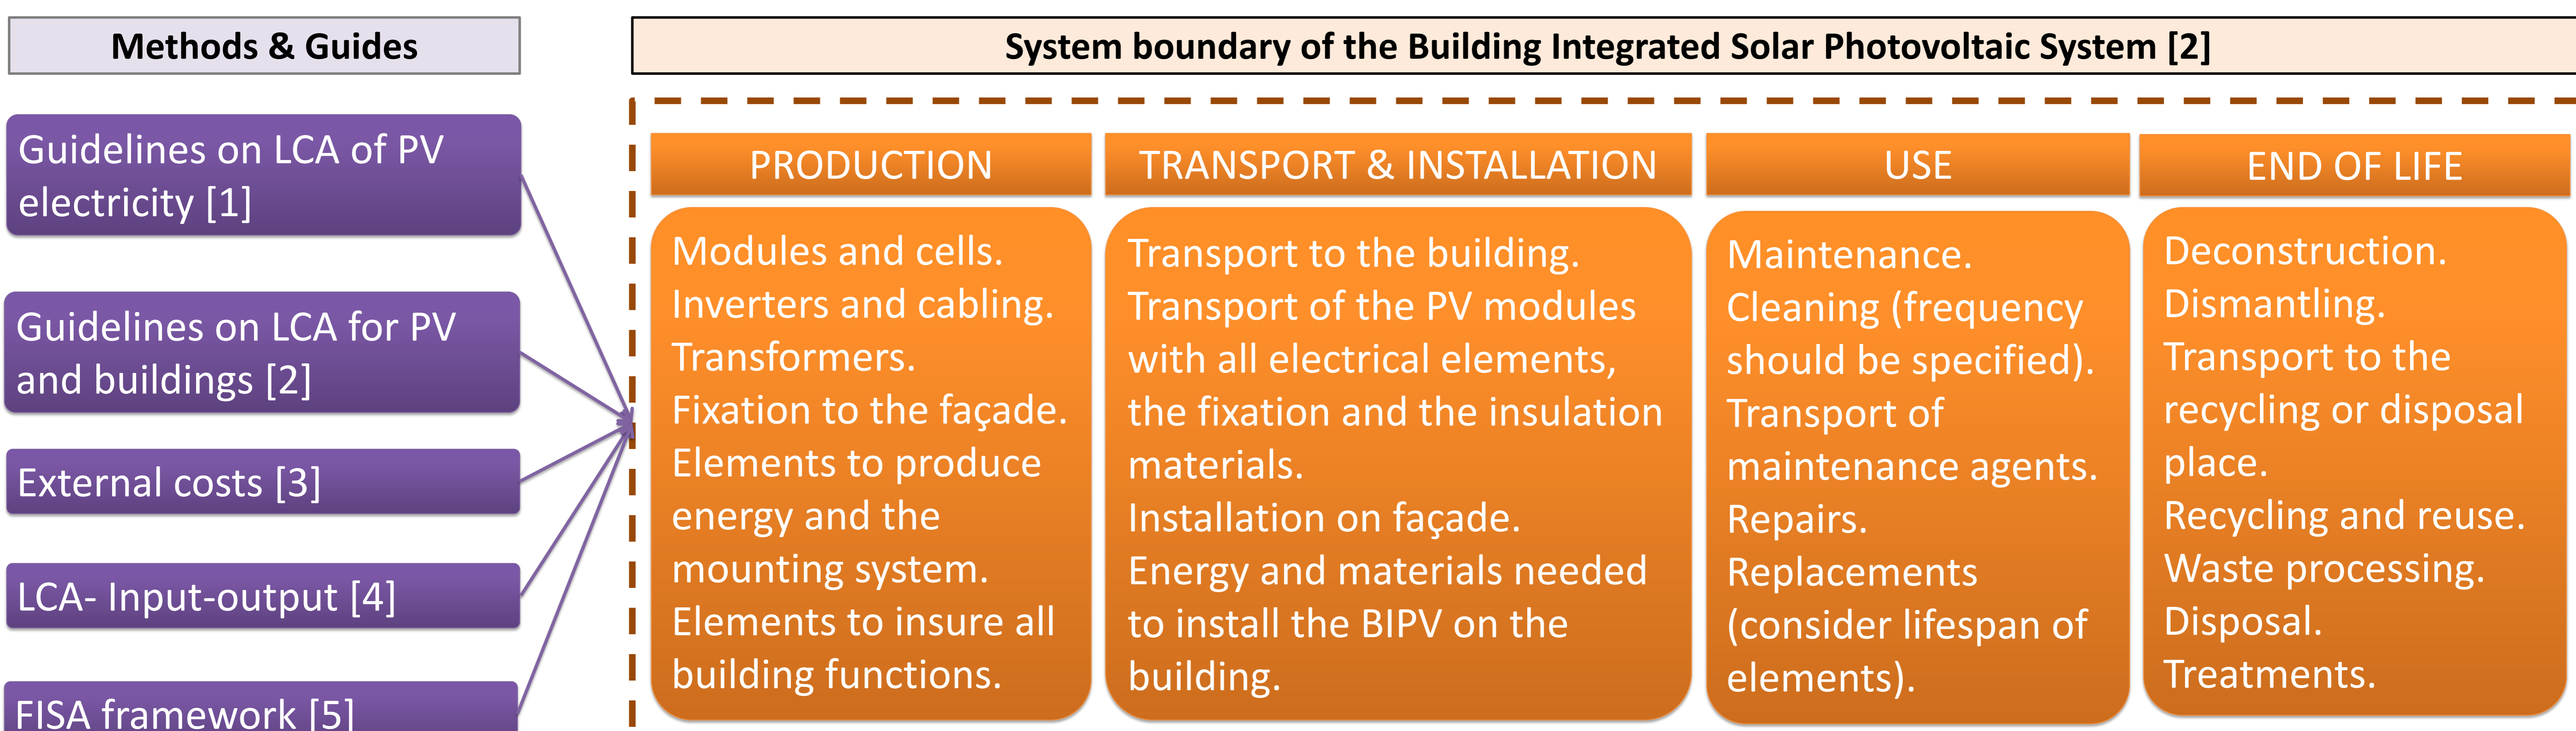 Methods & Guides
Guidelines on LCA of PV
electricity [1]
Guidelines on LCA for PV
and buildings [2]
External costs [3]
LCA- Input-output [4]
FISA framework [5]
System boundary of the Building Integrated Solar Photovoltaic System [2]
PRODUCTION
Modules and cells.
Inverters and cabling.
Transformers.
Fixation to the façade.
Elements to produce
energy and the
mounting system.
Elements to insure all
building functions.
TRANSPORT & INSTALLATION
Transport to the building.
Transport of the PV modules
with all electrical elements,
the fixation and the insulation
materials.
Installation on façade.
Energy and materials needed
to install the BIPV on the
building.
USE
Maintenance.
Cleaning (frequency
should be specified).
Transport of
maintenance agents.
Repairs.
Replacements
(consider lifespan of
elements).
END OF LIFE
Deconstruction.
Dismantling.
Transport to the
recycling or disposal
place.
Recycling and reuse.
Waste processing.
Disposal.
Treatments.